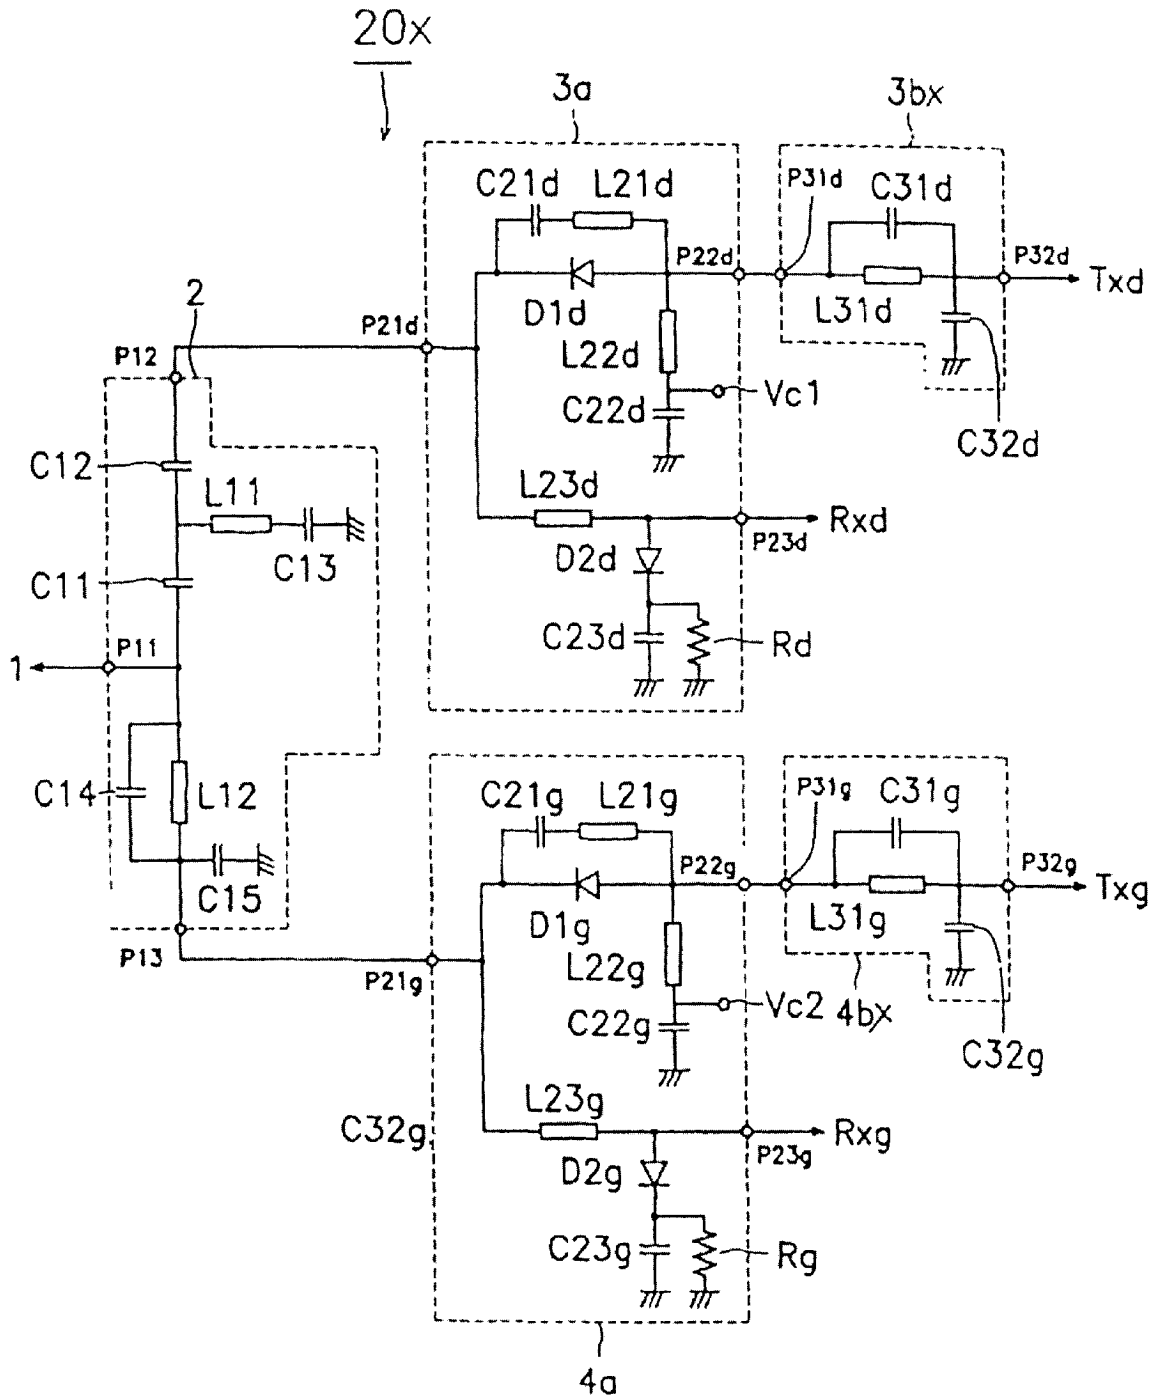 20x
3a
3bx
C21d
L21d
P31d
C31d
P22d
P32d
Txd
D1d
L31d
2
P21d
L22d
P12
Vc1
C22d
C32d
C12
L11
L23d
Rxd
P23d
D2d
C13
C11
C23d
Rd
P11
1
C14
L12
C21g
L21g
P31g
C31g
P22g
P32g
Txg
C15
D1g
L31g
P13
P21g
L22g
Vc2
4bx
C22g
C32g
L23g
C32g
Rxg
P23g
D2g
C23g
Rg
4a